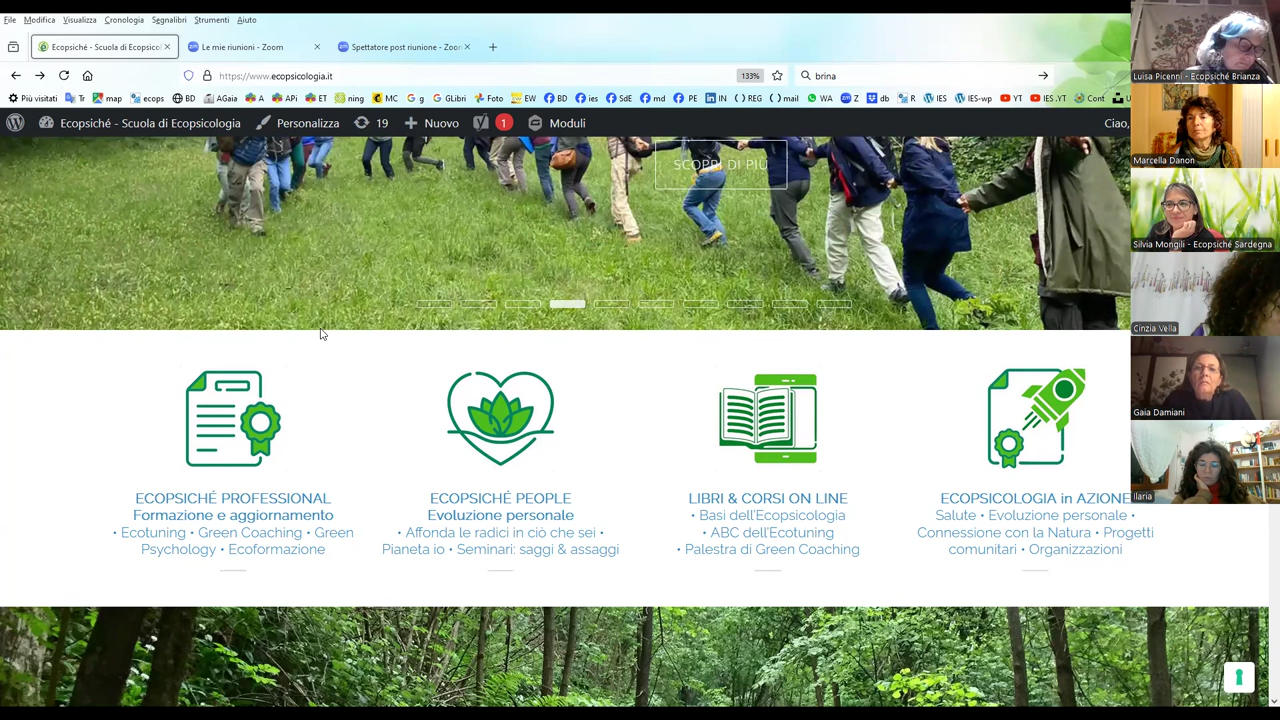 File Modifica Visualizza Cronologia Segnalibri Strumenti Aiuto
Ecopsiché - Scuola di Ecopsicol
Le mie riunioni - Zoom
Spettatore post riunione - Zoom
https://www.ecopsicologia.it
133%
brina
Più visitati Tr map ecops BD AGaia A APi ET ning MC g GLibri Foto EW BD ies SdE md PE IN REG mail WA Z db R IES IES-wp YT IES .YT Cont U
Ecopsiché - Scuola di Ecopsicologia Personalizza 19 Nuovo 1 Moduli Ciao,
SCOPRI DI PIÙ
ECOPSICHÉ PROFESSIONAL
Formazione e aggiornamento
• Ecotuning • Green Coaching • Green
Psychology • Ecoformazione
ECOPSICHÉ PEOPLE
Evoluzione personale
• Affonda le radici in ciò che sei •
Pianeta io • Seminari: saggi & assaggi
LIBRI & CORSI ON LINE
• Basi dell'Ecopsicologia
• ABC dell'Ecotuning
• Palestra di Green Coaching
ECOPSICOLOGIA in AZIONE
Salute • Evoluzione personale •
Connessione con la Natura • Progetti
comunitari • Organizzazioni
Luisa Picenni - Ecopsiché Brianza
Marcella Danon
Silvia Mongili - Ecopsiché Sardegna
Cinzia Vella
Gaia Damiani
Ilaria